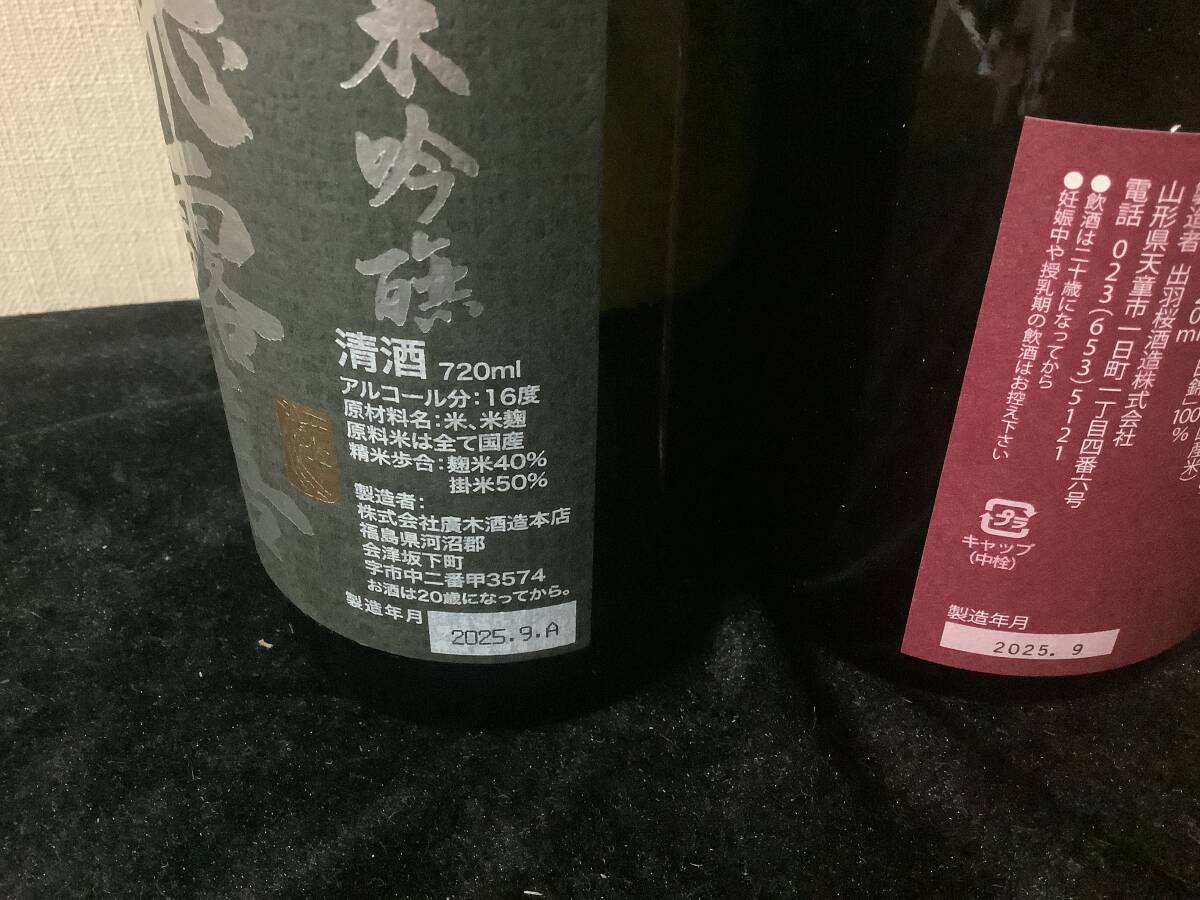 飛露喜
米吟醸
清酒 720ml
アルコール分：16度
原材料名：米、米麹
原料米は全て国産
精米歩合：麹米40%
掛米50%
製造者：
株式会社廣木酒造本店
福島県河沼郡
会津坂下町
字市中二番甲3574
お酒は20歳になってから。
製造年月
2025.9.A
製造者 出羽桜酒造株式会社
山形県天童市一日町一丁目四番六号
電話 023(653)5121
●飲酒は二十歳になってから
●妊娠中や授乳期の飲酒はお控え下さい
キャップ
(中栓)
製造年月
2025. 9